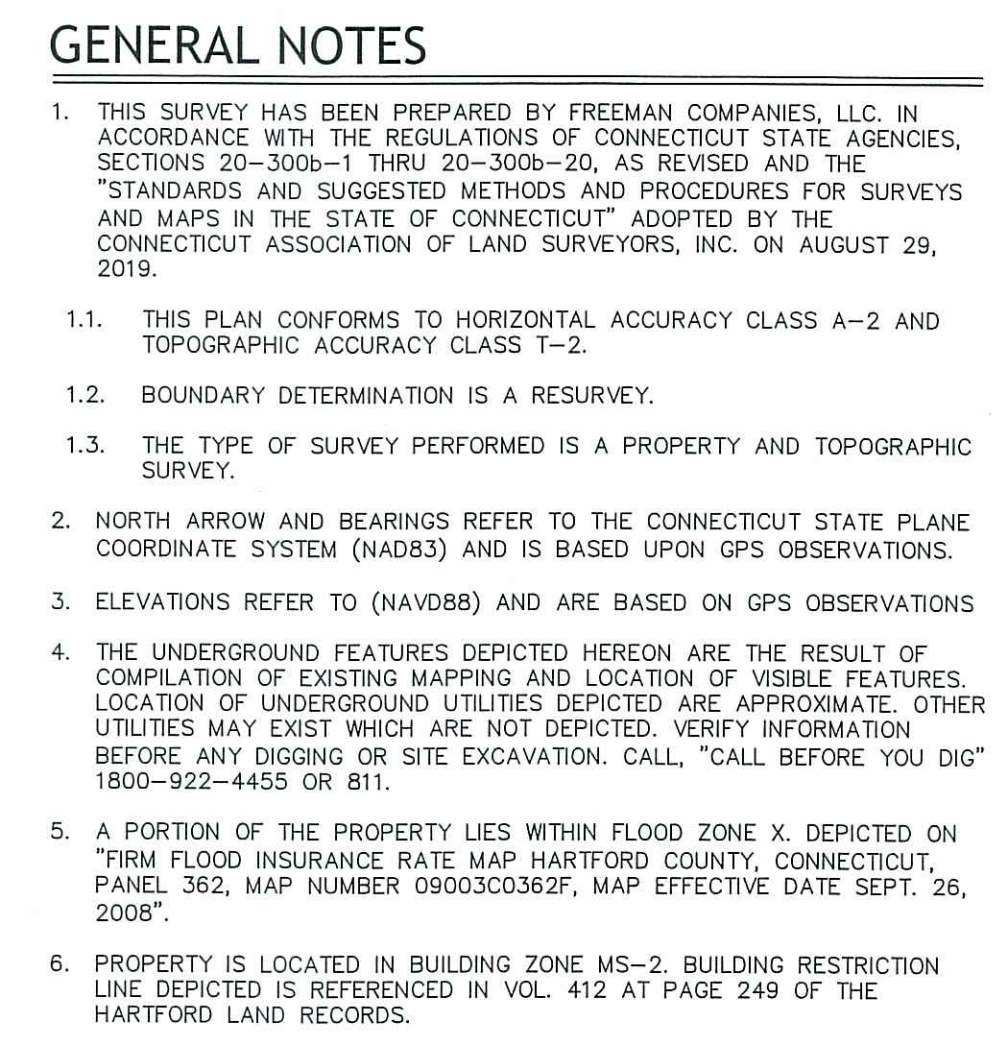 GENERAL NOTES
1. THIS SURVEY HAS BEEN PREPARED BY FREEMAN COMPANIES, LLC. IN
ACCORDANCE WITH THE REGULATIONS OF CONNECTICUT STATE AGENCIES,
SECTIONS 20-300b-1 THRU 20-300b-20, AS REVISED AND THE
"STANDARDS AND SUGGESTED METHODS AND PROCEDURES FOR SURVEYS
AND MAPS IN THE STATE OF CONNECTICUT" ADOPTED BY THE
CONNECTICUT ASSOCIATION OF LAND SURVEYORS, INC. ON AUGUST 29,
2019.
1.1. THIS PLAN CONFORMS TO HORIZONTAL ACCURACY CLASS A-2 AND
TOPOGRAPHIC ACCURACY CLASS T-2.
1.2. BOUNDARY DETERMINATION IS A RESURVEY.
1.3. THE TYPE OF SURVEY PERFORMED IS A PROPERTY AND TOPOGRAPHIC
SURVEY.
2. NORTH ARROW AND BEARINGS REFER TO THE CONNECTICUT STATE PLANE
COORDINATE SYSTEM (NAD83) AND IS BASED UPON GPS OBSERVATIONS.
3. ELEVATIONS REFER TO (NAVD88) AND ARE BASED ON GPS OBSERVATIONS
4. THE UNDERGROUND FEATURES DEPICTED HEREON ARE THE RESULT OF
COMPILATION OF EXISTING MAPPING AND LOCATION OF VISIBLE FEATURES.
LOCATION OF UNDERGROUND UTILITIES DEPICTED ARE APPROXIMATE. OTHER
UTILITIES MAY EXIST WHICH ARE NOT DEPICTED. VERIFY INFORMATION
BEFORE ANY DIGGING OR SITE EXCAVATION. CALL, "CALL BEFORE YOU DIG"
1800-922-4455 OR 811.
5. A PORTION OF THE PROPERTY LIES WITHIN FLOOD ZONE X. DEPICTED ON
"FIRM FLOOD INSURANCE RATE MAP HARTFORD COUNTY, CONNECTICUT,
PANEL 362, MAP NUMBER 09003C0362F, MAP EFFECTIVE DATE SEPT. 26,
2008".
6. PROPERTY IS LOCATED IN BUILDING ZONE MS-2. BUILDING RESTRICTION
LINE DEPICTED IS REFERENCED IN VOL. 412 AT PAGE 249 OF THE
HARTFORD LAND RECORDS.